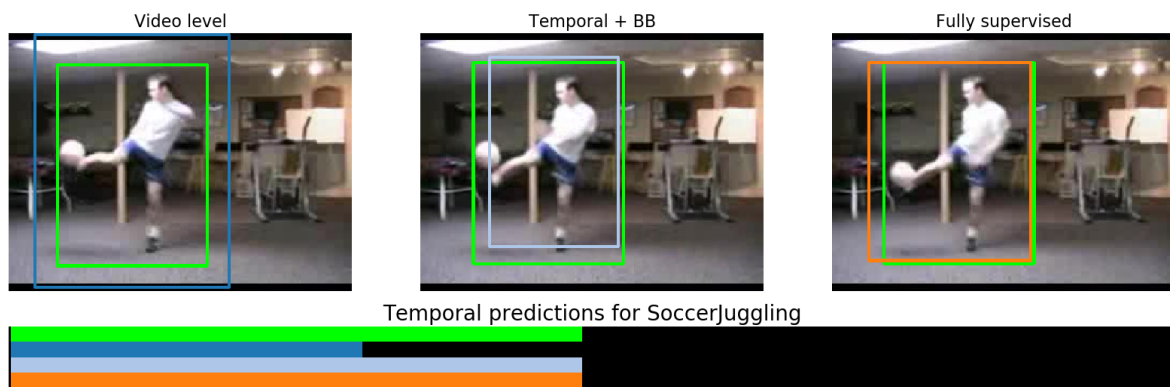 Video level
Temporal + BB
Fully supervised
Temporal predictions for SoccerJuggling